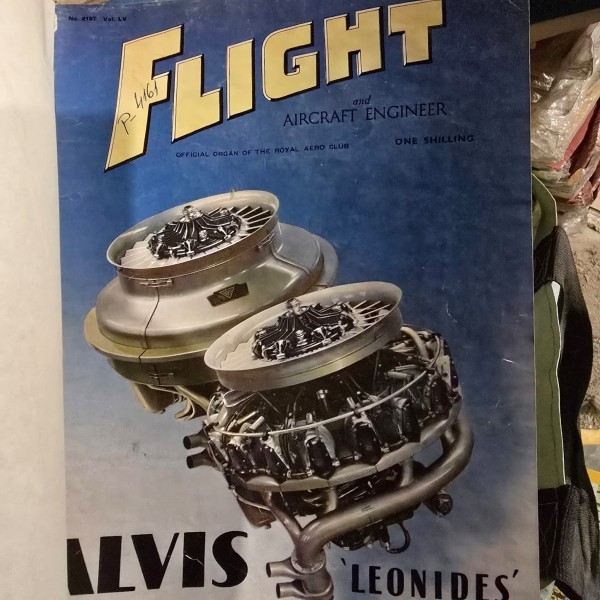 No. 2107. Vol. LV
FLIGHT
P-4161
and
AIRCRAFT ENGINEER
OFFICIAL ORGAN OF THE ROYAL AERO CLUB
ONE SHILLING
ALVIS
'LEONIDES'